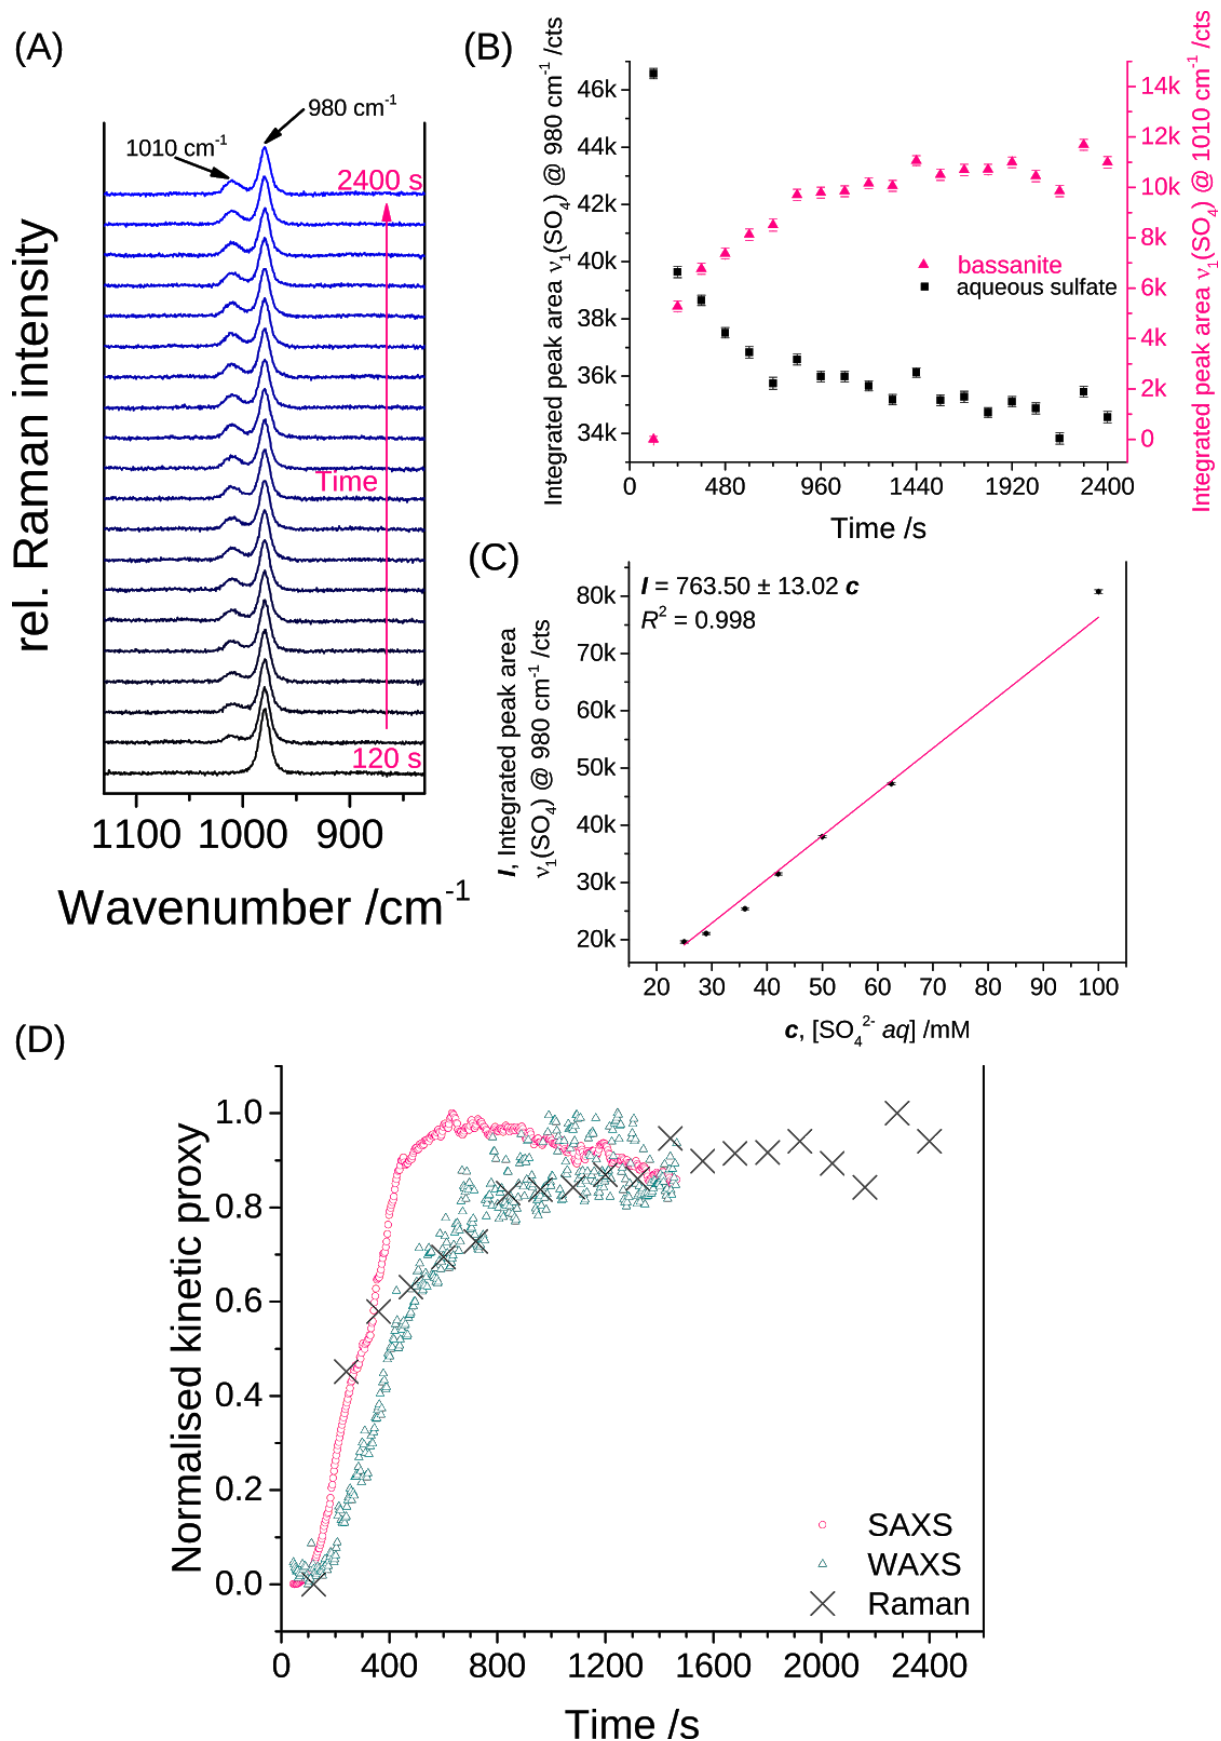 (A)
1010 cm⁻¹
980 cm⁻¹
2400 s
Time
120 s
rel. Raman intensity
1100 1000 900
Wavenumber /cm⁻¹
(B)
Integrated peak area ν₁(SO₄) @ 980 cm⁻¹ /cts
46k
44k
42k
40k
38k
36k
34k
bassanite
aqueous sulfate
14k
12k
10k
8k
6k
4k
2k
0
Integrated peak area ν₁(SO₄) @ 1010 cm⁻¹ /cts
0 480 960 1440 1920 2400
Time /s
(C)
I = 763.50 ± 13.02 c
R² = 0.998
I, Integrated peak area
ν₁(SO₄) @ 980 cm⁻¹ /cts
80k
70k
60k
50k
40k
30k
20k
20 30 40 50 60 70 80 90 100
c, [SO₄²⁻ aq] /mM
(D)
Normalised kinetic proxy
1.0
0.8
0.6
0.4
0.2
0.0
SAXS
WAXS
Raman
0 400 800 1200 1600 2000 2400
Time /s